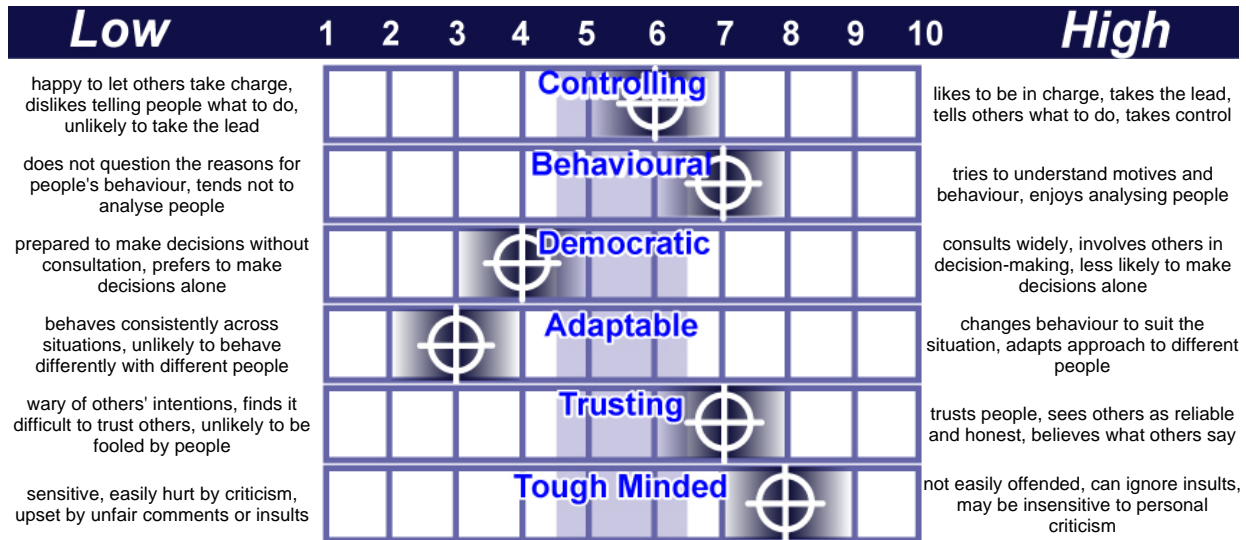 Low 1 2 3 4 5 6 7 8 9 10 High
happy to let others take charge,
dislikes telling people what to do,
unlikely to take the lead
Controlling
likes to be in charge, takes the lead,
tells others what to do, takes control
does not question the reasons for
people's behaviour, tends not to
analyse people
Behavioural
tries to understand motives and
behaviour, enjoys analysing people
prepared to make decisions without
consultation, prefers to make
decisions alone
Democratic
consults widely, involves others in
decision-making, less likely to make
decisions alone
behaves consistently across
situations, unlikely to behave
differently with different people
Adaptable
changes behaviour to suit the
situation, adapts approach to different
people
wary of others' intentions, finds it
difficult to trust others, unlikely to be
fooled by people
Trusting
trusts people, sees others as reliable
and honest, believes what others say
sensitive, easily hurt by criticism,
upset by unfair comments or insults
Tough Minded
not easily offended, can ignore insults,
may be insensitive to personal
criticism